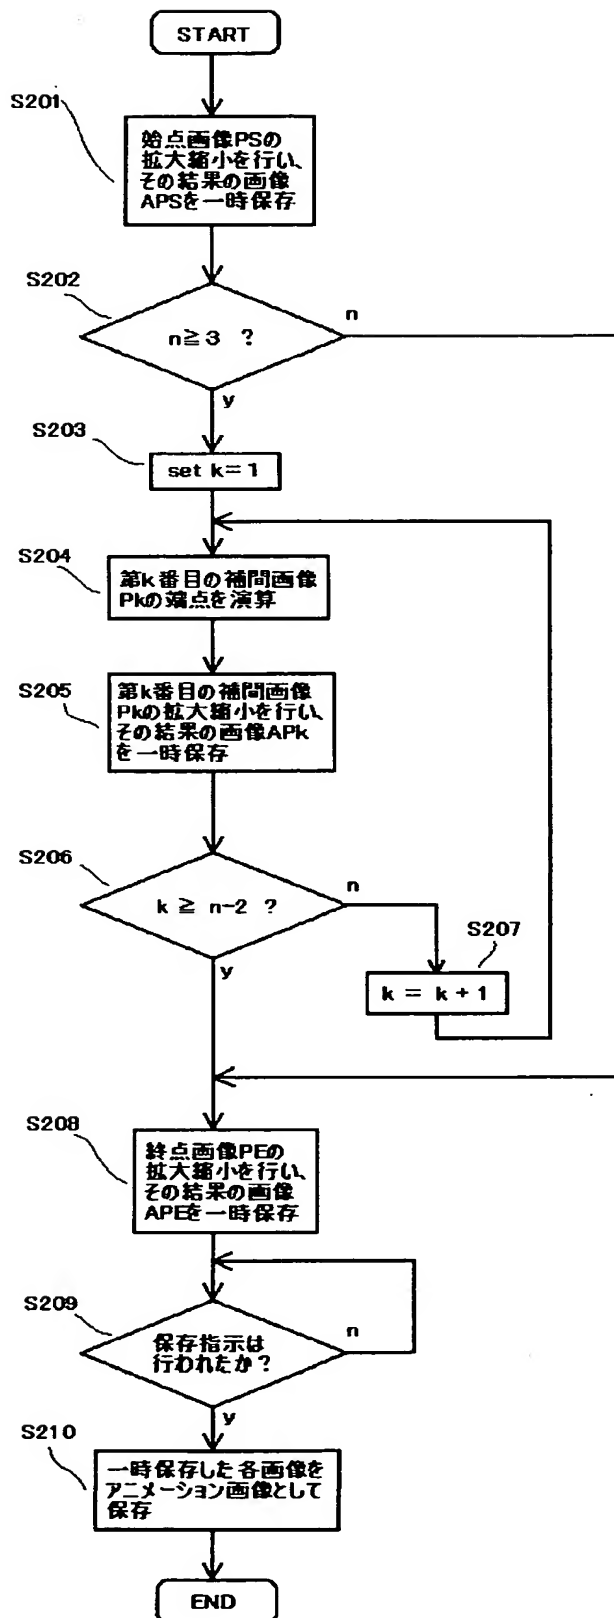 START
S201
始点画像PSの
拡大縮小を行い、
その結果の画像
APSを一時保存
S202
n≧3 ?
n
y
S203
set k=1
S204
第k番目の補間画像
Pkの端点を演算
S205
第k番目の補間画像
Pkの拡大縮小を行い、
その結果の画像APk
を一時保存
S206
k ≧ n-2 ?
n
y
S207
k = k + 1
S208
終点画像PEの
拡大縮小を行い、
その結果の画像
APEを一時保存
S209
保存指示は
行われたか?
n
y
S210
一時保存した各画像を
アニメーション画像として
保存
END